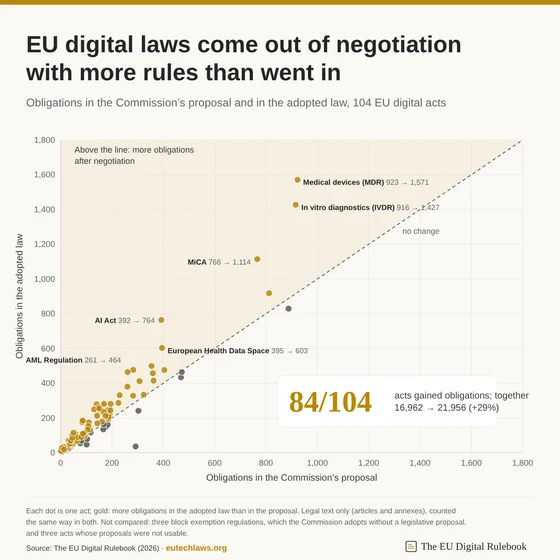 EU digital laws come out of negotiation
with more rules than went in
Obligations in the Commission's proposal and in the adopted law, 104 EU digital acts
Above the line: more obligations
after negotiation
Medical devices (MDR) 923 → 1,571
In vitro diagnostics (IVDR) 916 → 1,427
no change
MiCA 766 → 1,114
AI Act 392 → 764
European Health Data Space 395 → 603
AML Regulation 261 → 464
84/104
acts gained obligations; together
16,962 → 21,956 (+29%)
Obligations in the adopted law
1,800
1,600
1,400
1,200
1,000
800
600
400
200
0
0 200 400 600 800 1,000 1,200 1,400 1,600 1,800
Obligations in the Commission's proposal
Each dot is one act; gold: more obligations in the adopted law than in the proposal. Legal text only (articles and annexes), counted
the same way in both. Not compared: three block exemption regulations, which the Commission adopts without a legislative proposal,
and three acts whose proposals were not usable.
Source: The EU Digital Rulebook (2026) · eutechlaws.org
The EU Digital Rulebook